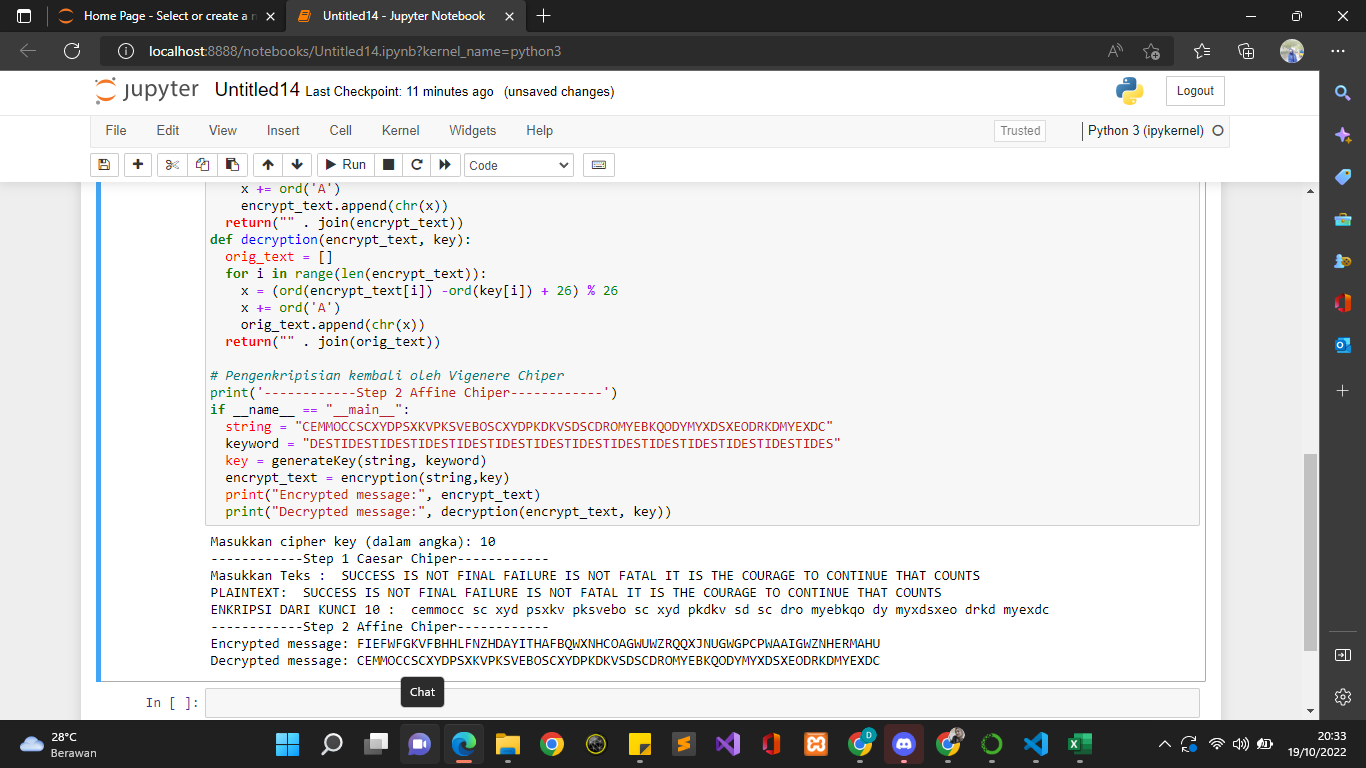 Home Page - Select or create a n
Untitled14 - Jupyter Notebook
localhost:8888/notebooks/Untitled14.ipynb?kernel_name=python3
jupyter Untitled14 Last Checkpoint: 11 minutes ago (unsaved changes)
Logout
File Edit View Insert Cell Kernel Widgets Help
Trusted
Python 3 (ipykernel)
Run
Code
x += ord('A')
encrypt_text.append(chr(x))
return("" . join(encrypt_text))
def decryption(encrypt_text, key):
orig_text = []
for i in range(len(encrypt_text)):
x = (ord(encrypt_text[i]) -ord(key[i]) + 26) % 26
x += ord('A')
orig_text.append(chr(x))
return("" . join(orig_text))
# Pengenkripisian kembali oleh Vigenere Chiper
print('------------Step 2 Affine Chiper------------')
if __name__ == "__main__":
string = "CEMMOCCSCXYDPSXKVPKSVEBOSCXYDPKDKVSDSCDROMYEBKQODYMYXDSXEODRKDMYEXDC"
keyword = "DESTIDESTIDESTIDESTIDESTIDESTIDESTIDESTIDESTIDESTIDESTIDESTIDESTIDES"
key = generateKey(string, keyword)
encrypt_text = encryption(string,key)
print("Encrypted message:", encrypt_text)
print("Decrypted message:", decryption(encrypt_text, key))
Masukkan cipher key (dalam angka): 10
------------Step 1 Caesar Chiper------------
Masukkan Teks :  SUCCESS IS NOT FINAL FAILURE IS NOT FATAL IT IS THE COURAGE TO CONTINUE THAT COUNTS
PLAINTEXT:  SUCCESS IS NOT FINAL FAILURE IS NOT FATAL IT IS THE COURAGE TO CONTINUE THAT COUNTS
ENKRIPSI DARI KUNCI 10 :  cemmocc sc xyd psxkv pksvebo sc xyd pkdkv sd sc dro myebkqo dy myxdsxeo drkd myexdc
------------Step 2 Affine Chiper------------
Encrypted message: FIEFWFGKVFBHHLFNZHDAYITHAFBQWXNHCOAGWUWZRQQXJNUGWGPCPWAAIGWZNHERMAHU
Decrypted message: CEMMOCCSCXYDPSXKVPKSVEBOSCXYDPKDKVSDSCDROMYEBKQODYMYXDSXEODRKDMYEXDC
Chat
In [ ]:
28°C
Berawan
20:33
19/10/2022